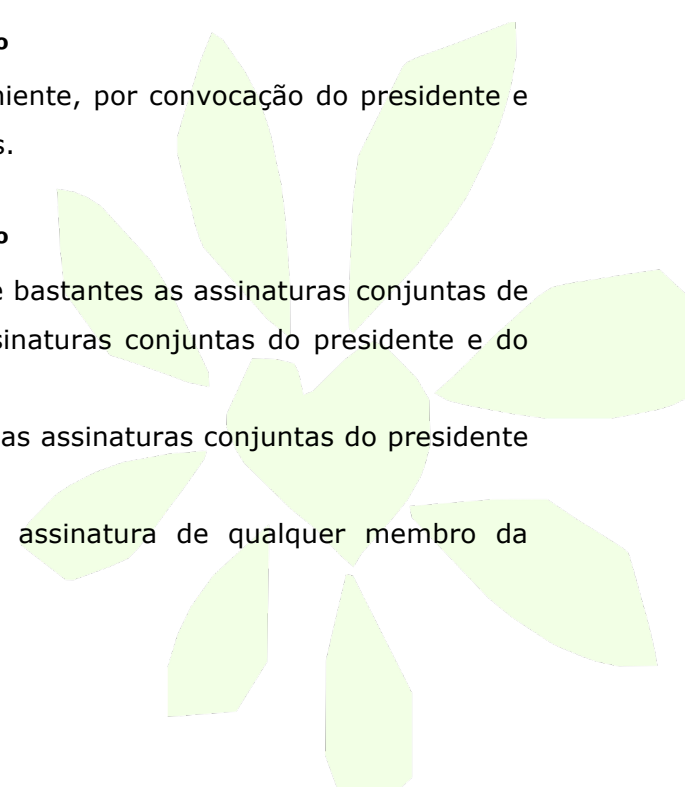 o
niente, por convocação do presidente e
s.
o
e bastantes as assinaturas conjuntas de
sinaturas conjuntas do presidente e do
as assinaturas conjuntas do presidente
assinatura de qualquer membro da